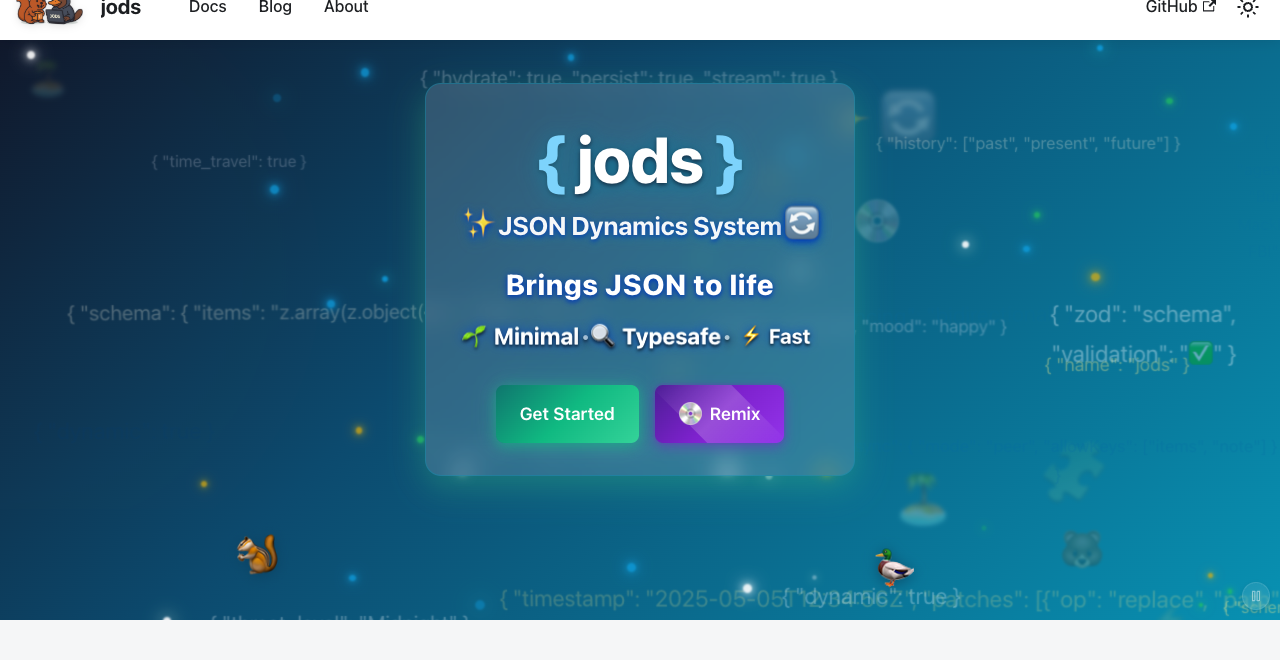 jods Docs Blog About GitHub
{ "hydrate": true, "persist": true, "stream": true }
{ "time_travel": true }
{ "history": ["past", "present", "future"] }
{ jods }
JSON Dynamics System
Brings JSON to life
{ "schema": { "items": "z.array(z.object(
"mood": "happy" }
{ "zod": "schema",
"validation": "✅" }
{ "name": "jods" }
Minimal • Typesafe • Fast
Get Started
Remix
{ "timestamp": "2025-05-05 "patches": [{"op": "replace",
{ "dynamic": true }